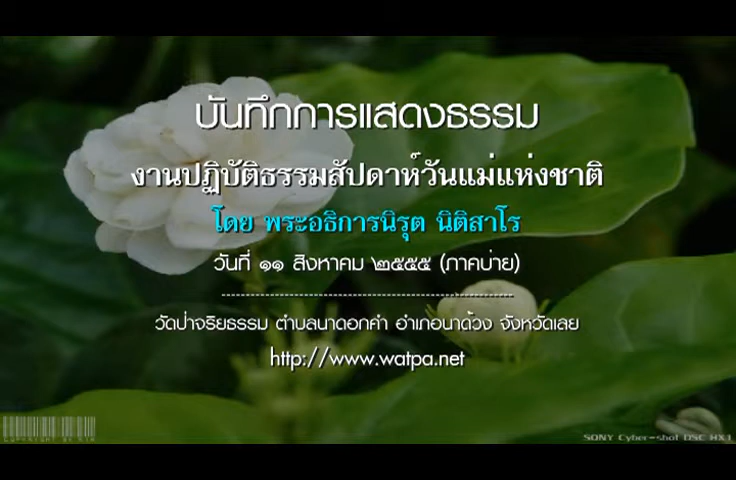 บันทึกการแสดงธรรม
งานปฏิบัติธรรมสัปดาห์วันแม่แห่งชาติ
โดย พระอธิการนิรุต นิติสาโร
วันที่ ๑๑ สิงหาคม ๒๕๕๕ (ภาคบ่าย)
วัดป่าจริยธรรม ตำบลนาดอกคำ อำเภอนาด้วง จังหวัดเลย
http://www.watpa.net
SONY Cyber-shot DSC HX1